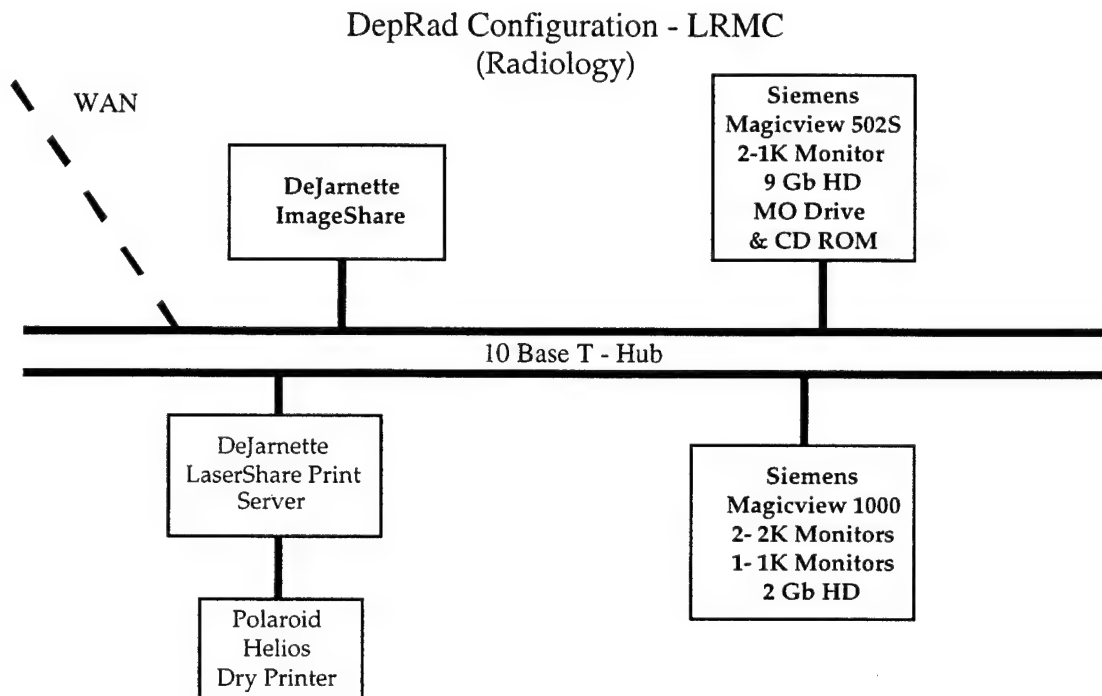 DepRad Configuration - LRMC
(Radiology)
WAN
DeJarnette
ImageShare
Siemens
Magicview 502S
2-1K Monitor
9 Gb HD
MO Drive
& CD ROM
10 Base T - Hub
DeJarnette
LaserShare Print
Server
Siemens
Magicview 1000
2- 2K Monitors
1- 1K Monitors
2 Gb HD
Polaroid
Helios
Dry Printer